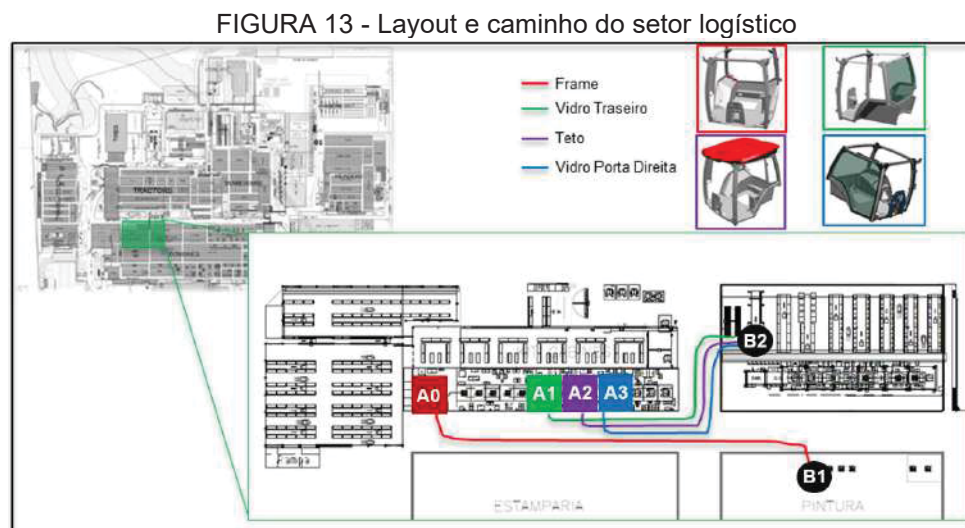 FIGURA 13 - Layout e caminho do setor logístico
Frame
Vidro Traseiro
Teto
Vidro Porta Direita
TRACTORS
B2
A0
A1
A2
A3
B1
ESTAMPARIA
PINTURA